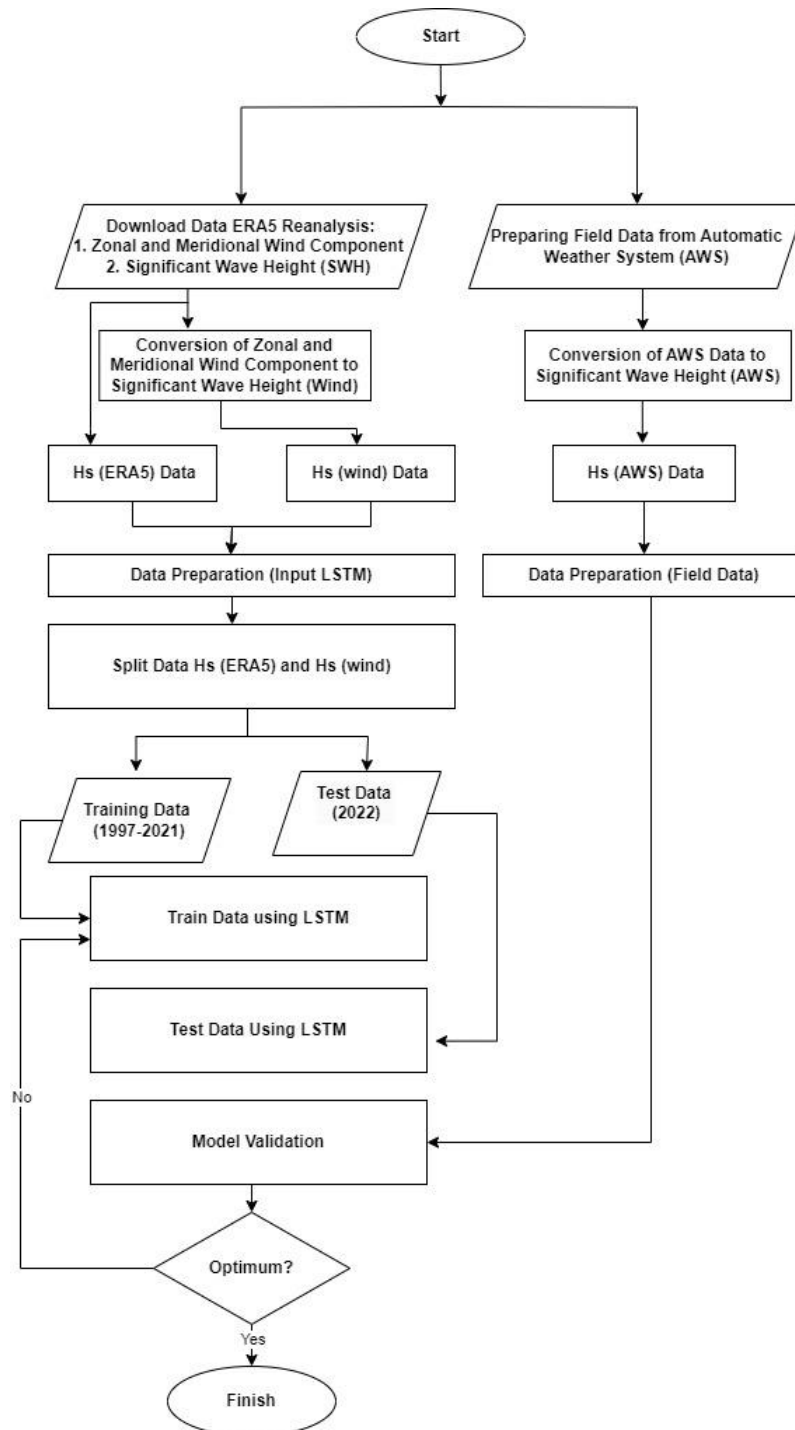 Start
Download Data ERA5 Reanalysis:
1. Zonal and Meridional Wind Component
2. Significant Wave Height (SWH)
Preparing Field Data from Automatic
Weather System (AWS)
Conversion of Zonal and
Meridional Wind Component to
Significant Wave Height (Wind)
Conversion of AWS Data to
Significant Wave Height (AWS)
Hs (ERA5) Data
Hs (wind) Data
Hs (AWS) Data
Data Preparation (Input LSTM)
Data Preparation (Field Data)
Split Data Hs (ERA5) and Hs (wind)
Training Data
(1997-2021)
Test Data
(2022)
Train Data using LSTM
Test Data Using LSTM
No
Model Validation
Optimum?
Yes
Finish